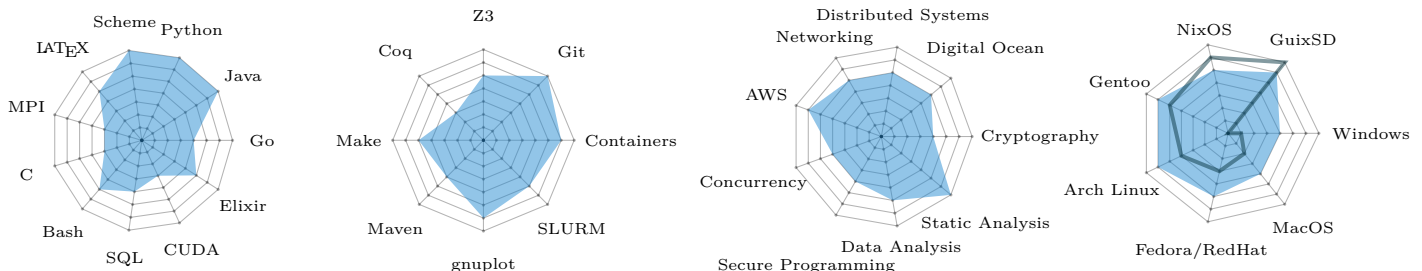 Scheme
Python
LATEX
Java
MPI
Go
C
Elixir
Bash
CUDA
SQL
Z3
Coq
Git
Make
Containers
Maven
SLURM
gnuplot
Distributed Systems
Networking
Digital Ocean
AWS
Cryptography
Concurrency
Static Analysis
Data Analysis
Secure Programming
NixOS
GuixSD
Gentoo
Windows
Arch Linux
MacOS
Fedora/RedHat